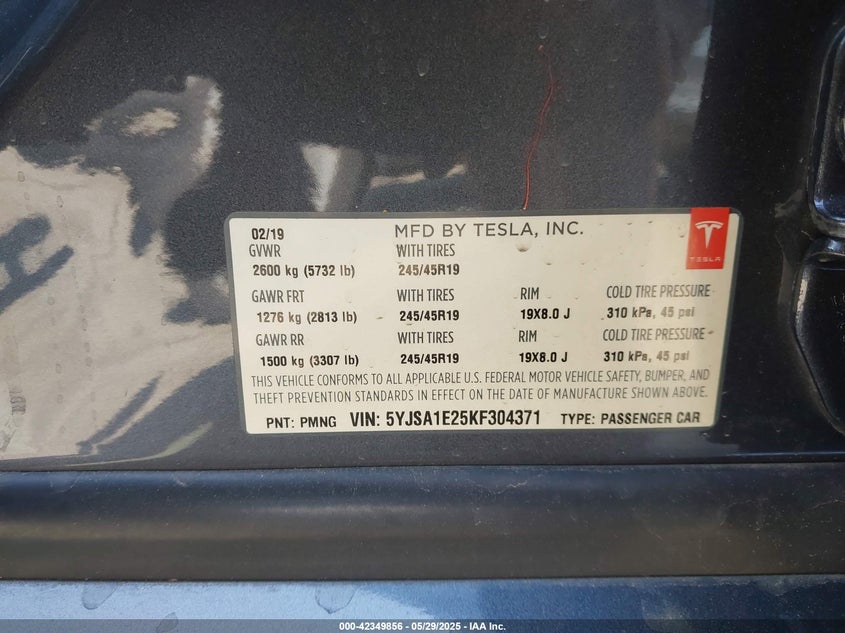 02/19 MFD BY TESLA, INC.
GVWR WITH TIRES
2600 kg (5732 lb) 245/45R19
TESLA
GAWR FRT WITH TIRES RIM COLD TIRE PRESSURE
1276 kg (2813 lb) 245/45R19 19X8.0 J 310 kPa, 45 psi
GAWR RR WITH TIRES RIM COLD TIRE PRESSURE
1500 kg (3307 lb) 245/45R19 19X8.0 J 310 kPa, 45 psi
THIS VEHICLE CONFORMS TO ALL APPLICABLE U.S. FEDERAL MOTOR VEHICLE SAFETY, BUMPER, AND
THEFT PREVENTION STANDARDS IN EFFECT ON THE DATE OF MANUFACTURE SHOWN ABOVE.
PNT: PMNG VIN: 5YJSA1E25KF304371 TYPE: PASSENGER CAR
000-42349856 - 05/29/2025 - IAA Inc.